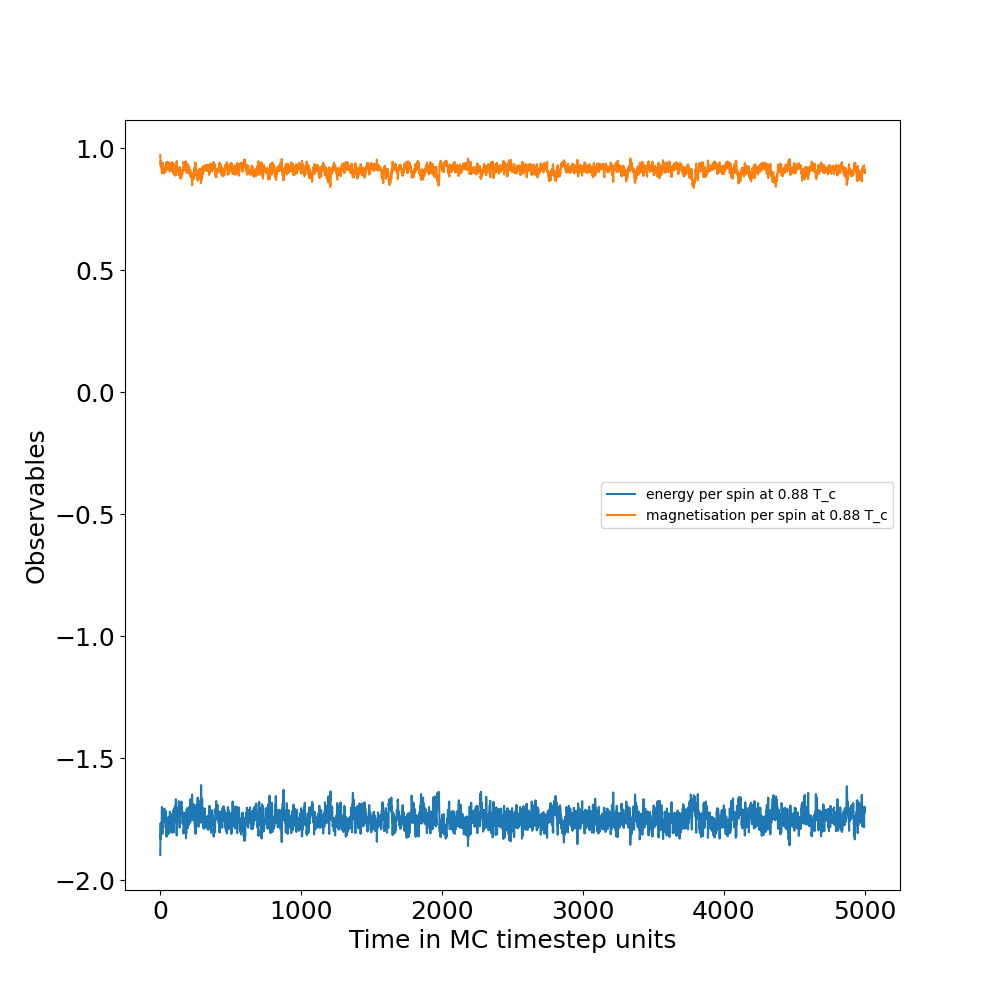 1.0
0.5
0.0
−0.5
−1.0
−1.5
−2.0
Observables
energy per spin at 0.88 T_c
magnetisation per spin at 0.88 T_c
0 1000 2000 3000 4000 5000
Time in MC timestep units